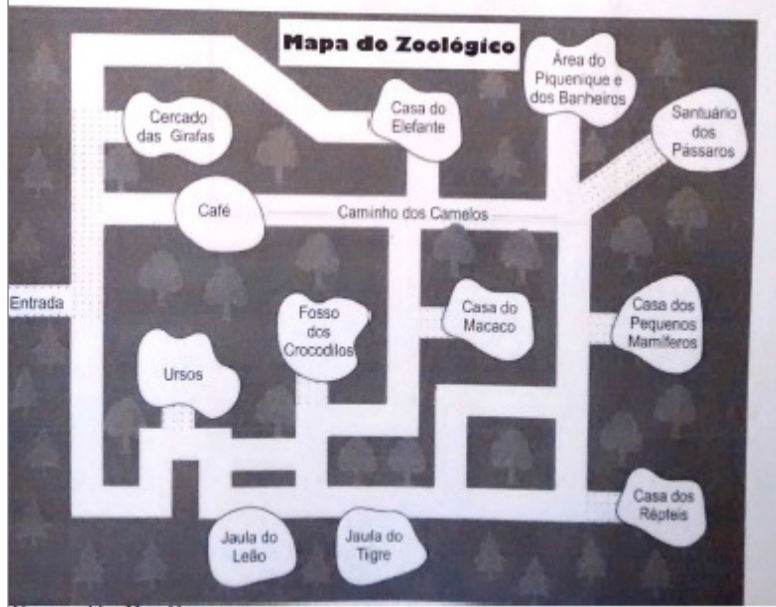 Mapa do Zoológico
Área do
Piquenique e
dos Banheiros
Cercado
das Girafas
Casa do
Elefante
Santuário
dos
Pássaros
Café
Caminho dos Camelos
Entrada
Fosso
dos
Crocodilos
Casa do
Macaco
Casa dos
Pequenos
Mamíferos
Ursos
Casa dos
Répteis
Jaula do
Leão
Jaula do
Tigre